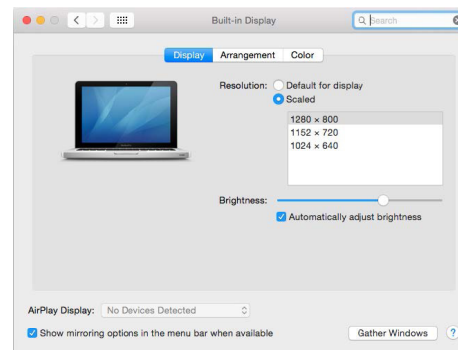 Built-in Display
Search
Display Arrangement Color
Resolution: Default for display
Scaled
1280 × 800
1152 × 720
1024 × 640
Brightness:
Automatically adjust brightness
AirPlay Display: No Devices Detected
Show mirroring options in the menu bar when available
Gather Windows ?